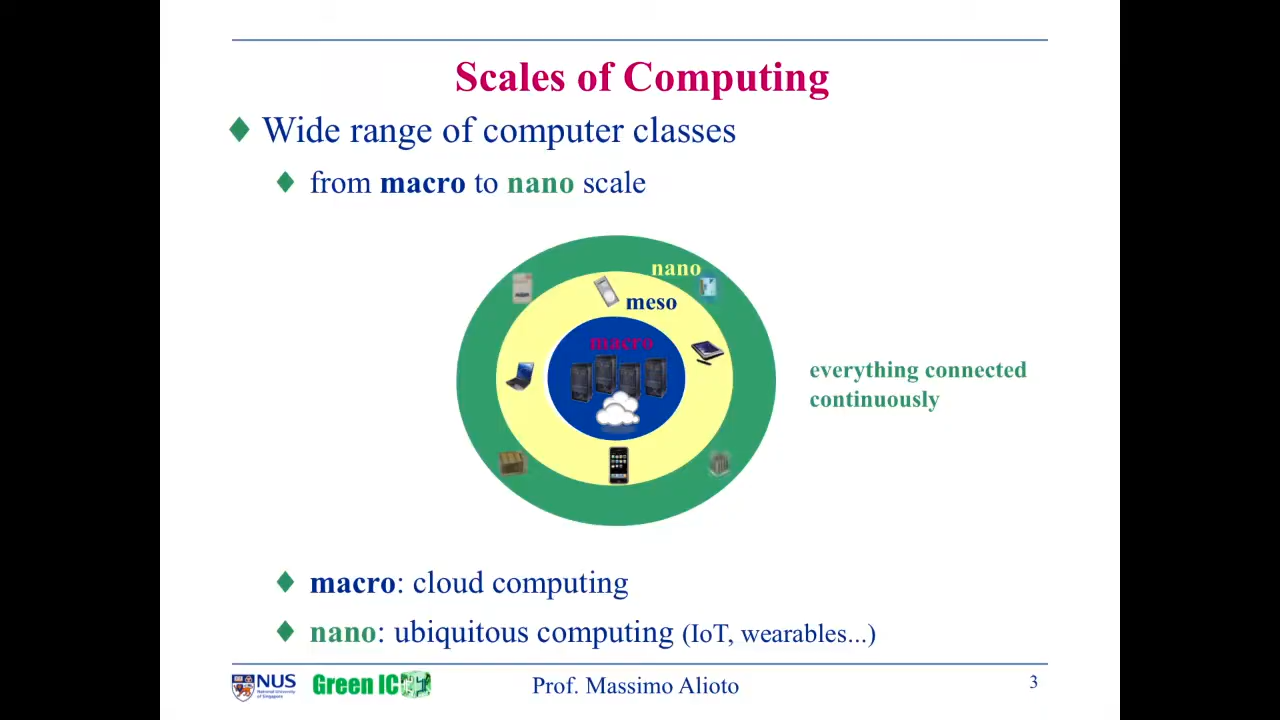 Scales of Computing
Wide range of computer classes
from macro to nano scale
nano
meso
macro
everything connected
continuously
macro: cloud computing
nano: ubiquitous computing (IoT, wearables...)
NUS
National University
of Singapore
Green IC
Prof. Massimo Alioto
3